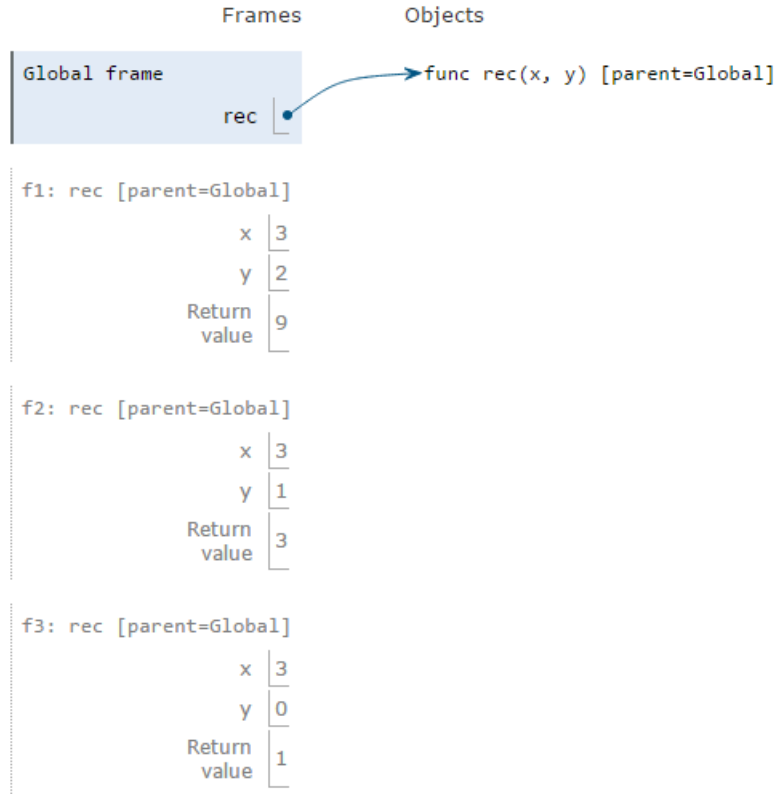 Frames Objects
Global frame func rec(x, y) [parent=Global]
rec
f1: rec [parent=Global]
x 3
y 2
Return
value 9
f2: rec [parent=Global]
x 3
y 1
Return
value 3
f3: rec [parent=Global]
x 3
y 0
Return
value 1